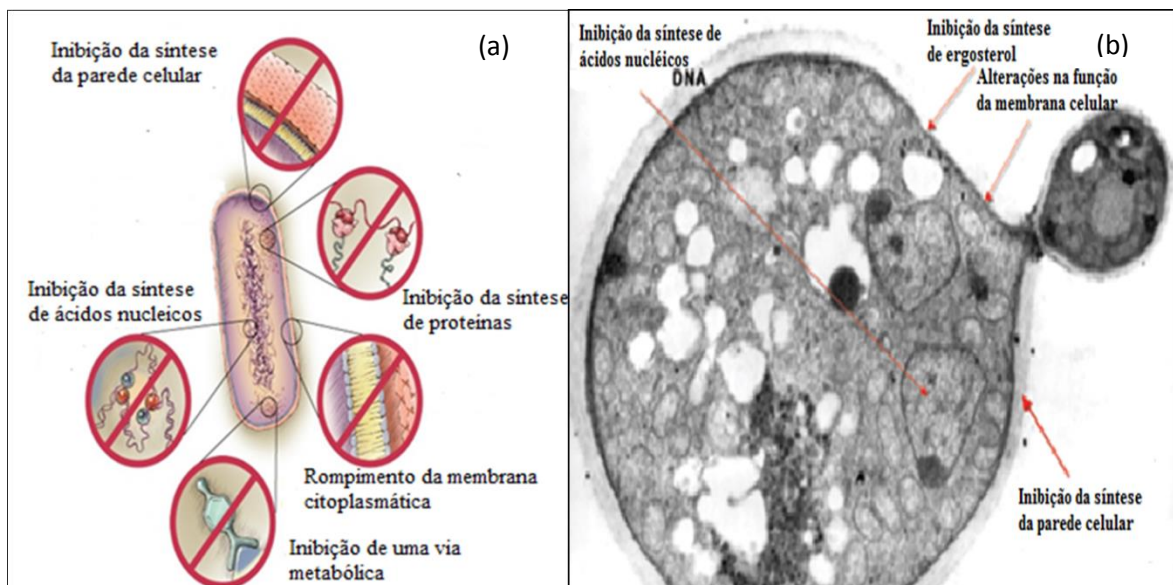 Inibição da síntese
da parede celular
(a)
Inibição da síntese
de proteínas
Inibição da síntese
de ácidos nucleicos
Rompimento da membrana
citoplasmática
Inibição de uma via
metabólica
(b)
Inibição da síntese de
ácidos nucléicos
DNA
Inibição da síntese
de ergosterol
Alterações na função
da membrana celular
Inibição da síntese
da parede celular